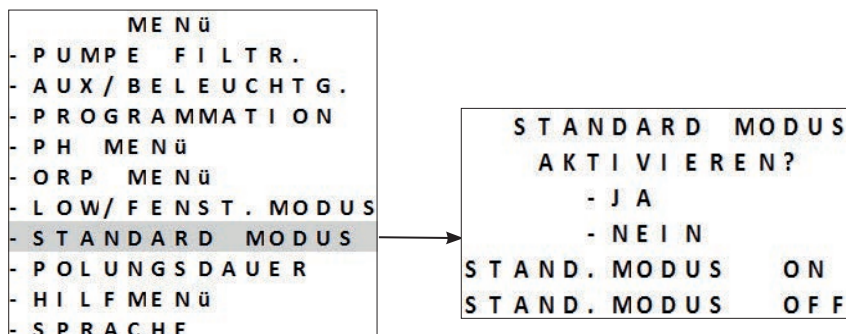 MENü
- PUMPE FILTR.
- AUX/BELEUCHTG.
- PROGRAMMATION
- PH MENü
- ORP MENü
- LOW/FENST. MODUS
- STANDARD MODUS
- POLUNGSDAUER
- HILFMENü
- SPRACHE
STANDARD MODUS
AKTIVIEREN?
- JA
- NEIN
STAND. MODUS ON
STAND. MODUS OFF